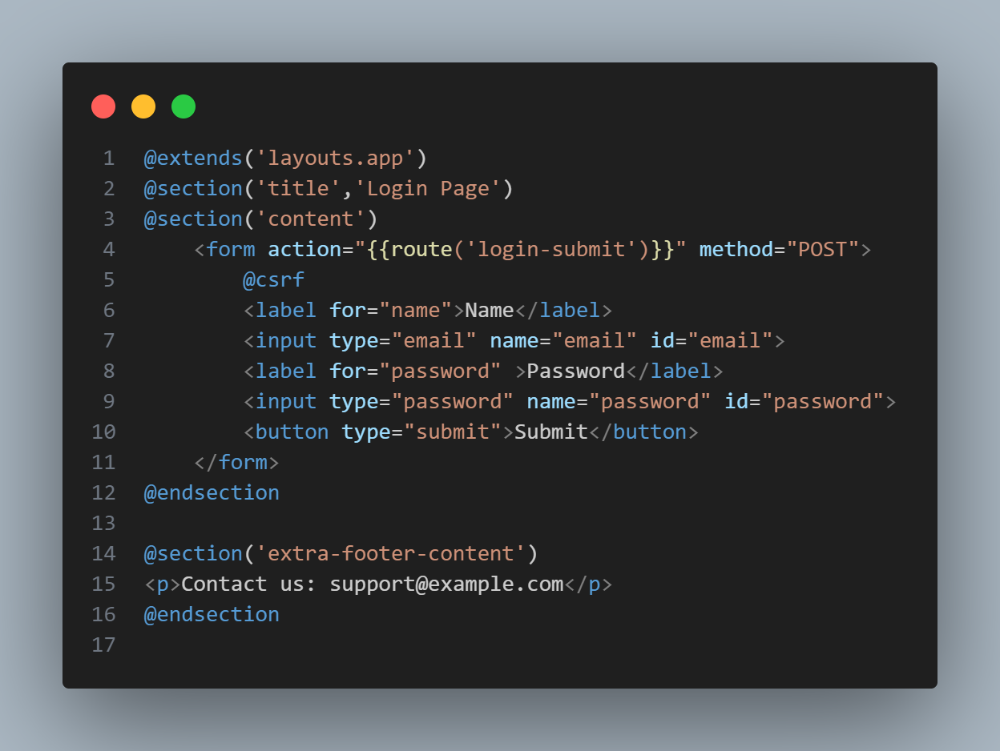 1 @extends('layouts.app')
2 @section('title','Login Page')
3 @section('content')
4     <form action="{{route('login-submit')}}" method="POST">
5         @csrf
6         <label for="name">Name</label>
7         <input type="email" name="email" id="email">
8         <label for="password" >Password</label>
9         <input type="password" name="password" id="password">
10         <button type="submit">Submit</button>
11     </form>
12 @endsection
13
14 @section('extra-footer-content')
15 <p>Contact us: support@example.com</p>
16 @endsection
17